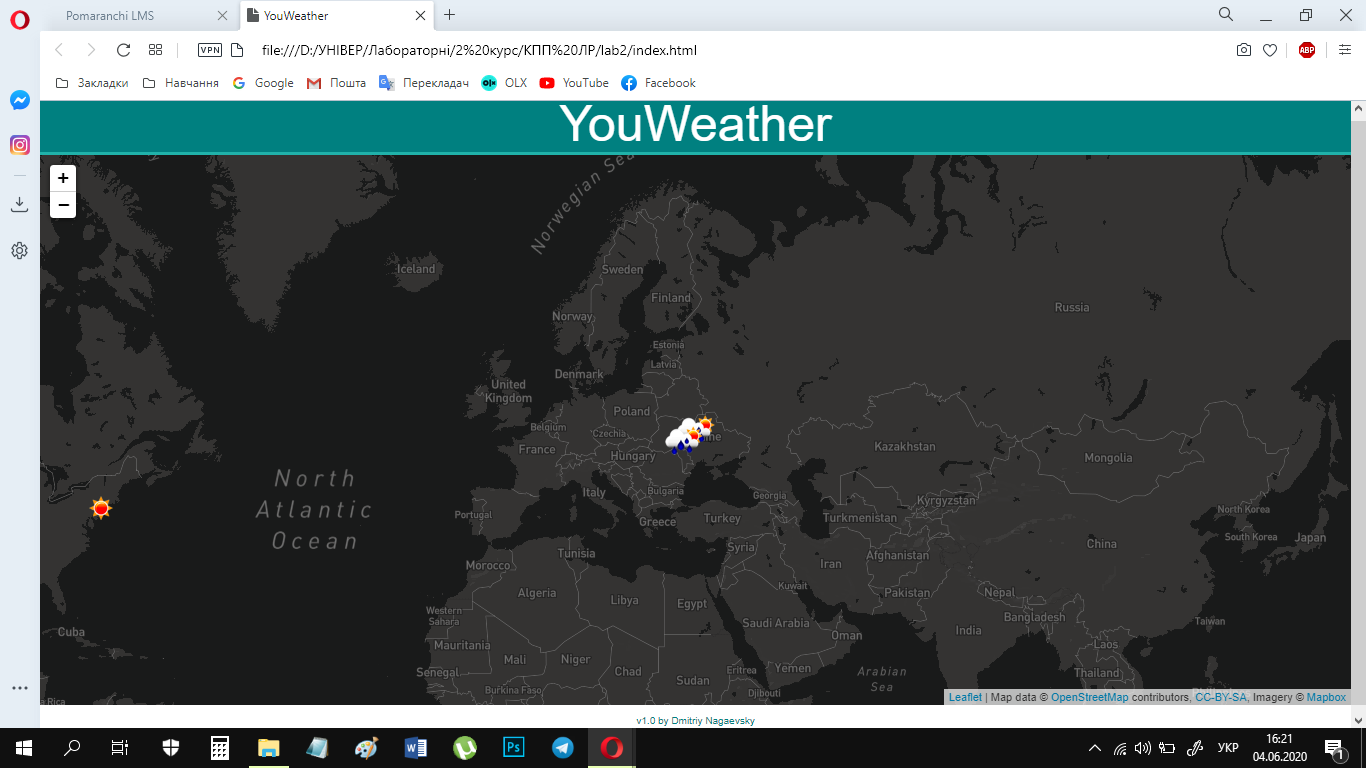 Pomaranchi LMS
YouWeather
VPN
file:///D:/УНІВЕР/Лабораторні/2%20курс/КПП%20ЛР/lab2/index.html
ABP
Закладки
Навчання
Google
Пошта
Перекладач
OLX
YouTube
Facebook
YouWeather
+
−
Norwegian Sea
Iceland
Sweden
Finland
Norway
Russia
Estonia
Latvia
Denmark
United
Kingdom
Poland
Belgium
Czechia
France
Hungary
Kazakhstan
Mongolia
Italy
Bulgaria
Georgia
Kyrgyzstan
North
Atlantic
Ocean
Portugal
Greece
Turkey
Turkmenistan
North Korea
South Korea
Japan
China
Tunisia
Syria
Morocco
Iran
Afghanistan
Algeria
Libya
Egypt
Kuwait
Pakistan
Nepal
Western
Sahara
Saudi Arabia
Bangladesh
Taiwan
Cuba
India
Oman
Mauritania
Laos
Mali
Niger
Chad
Senegal
Sudan
Eritrea
Yemen
Arabian
Sea
Thailand
Burkina Faso
Djibouti
Leaflet | Map data © OpenStreetMap contributors, CC-BY-SA, Imagery © Mapbox
v1.0 by Dmitriy Nagaevsky
W
Ps
УКР
16:21
04.06.2020
1